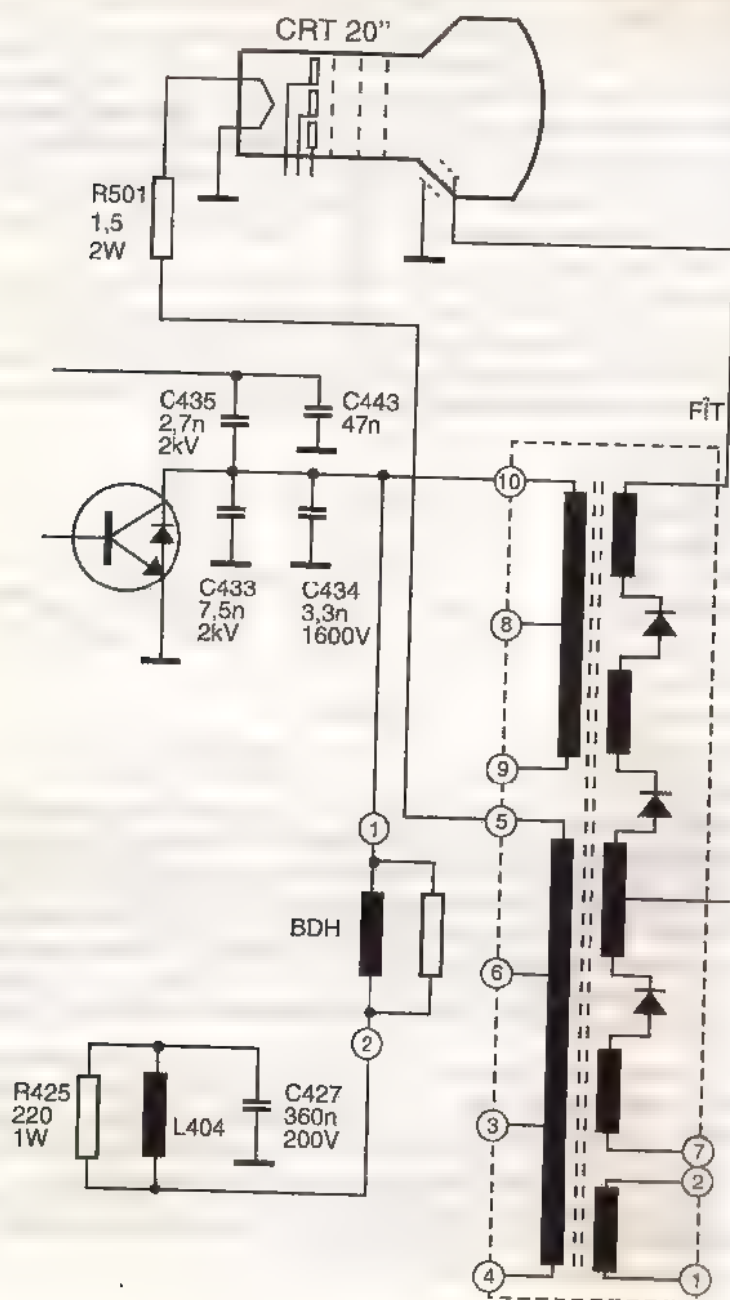 CRT 20”
R501
1,5
2W
C435
2,7n
2kV
C443
47n
FÎT
10
C433
7,5n
2kV
C434
3,3n
1600V
8
9
5
1
BDH
6
2
R425
220
1W
L404
C427
360n
200V
3
7
2
4
1